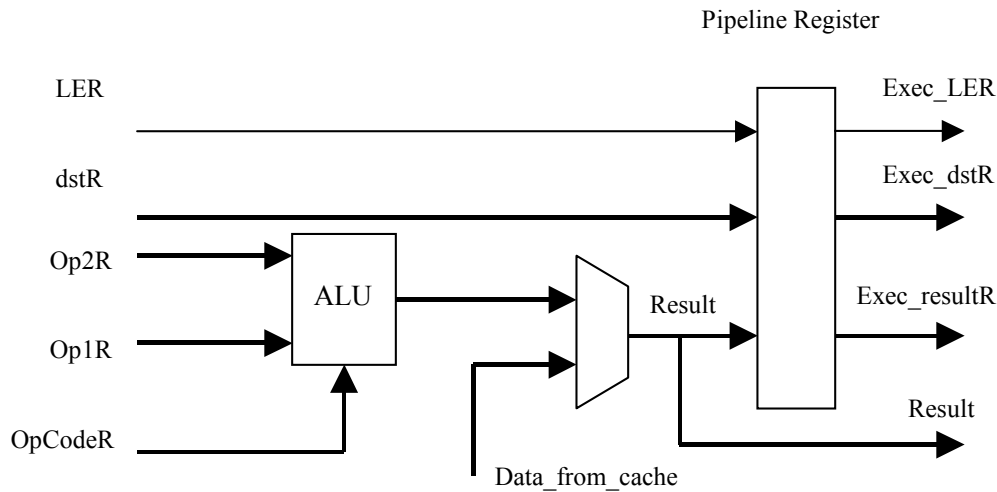 Pipeline Register
LER
Exec_LER
dstR
Exec_dstR
Op2R
ALU
Result
Exec_resultR
Op1R
Result
OpCodeR
Data_from_cache